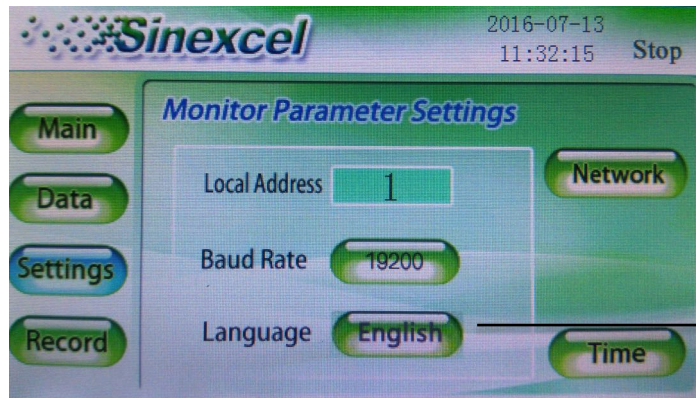 Sinexcel
2016-07-13
11:32:15 Stop
Monitor Parameter Settings
Main
Data
Settings
Record
Local Address 1
Baud Rate 19200
Language English
Network
Time